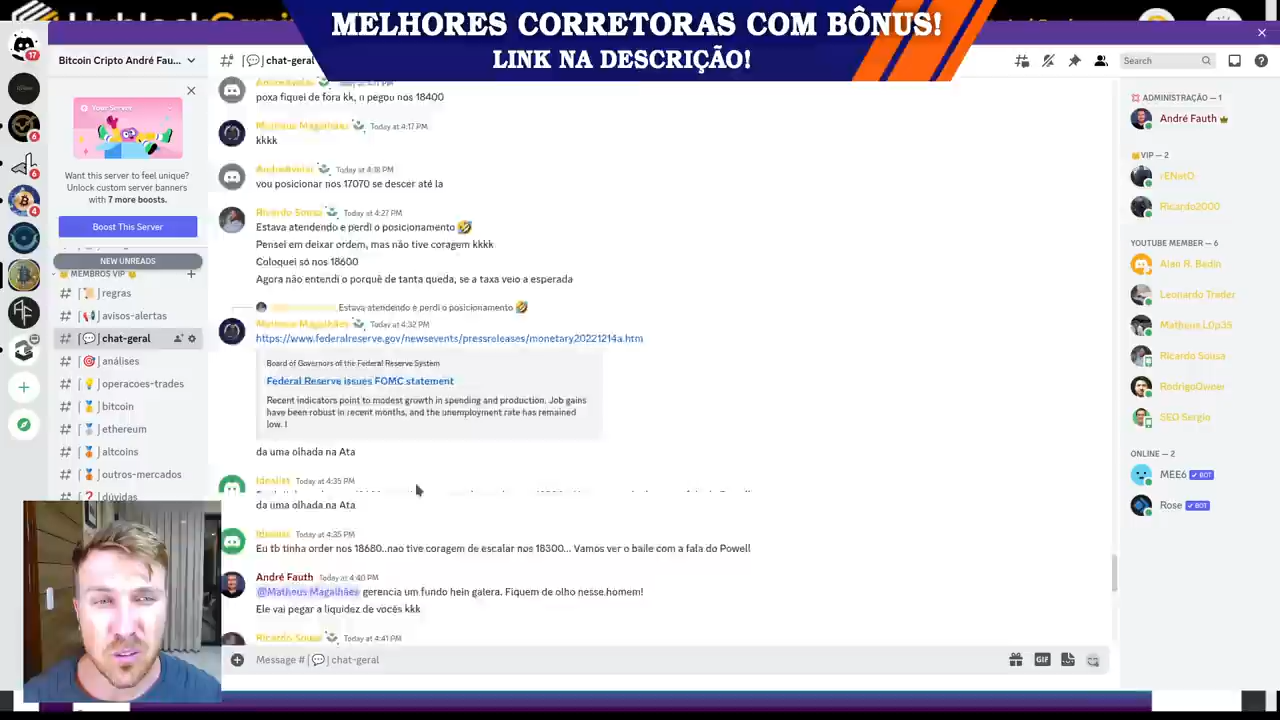 MELHORES CORRETORAS COM BÔNUS!
LINK NA DESCRIÇÃO!
17
6
6
4
Bitcoin Cripto André Fau...
Your Server
Want this server to feel unique?
Unlock custom server banners
with 7 more boosts.
Boost This Server
NEW UNREADS
MEMBROS VIP
regras
avisos-alertas
chat-geral
análises
operacoes-trades
bitcoin
ethereum
altcoins
outros-mercados
dúvidas
chat-geral
poxa fiquei de fora kk, n pegou nos 18400
Matheus Magalhães Today at 4:17 PM
kkkk
Today at 4:18 PM
vou posicionar nos 17070 se descer até la
Ricardo Sousa Today at 4:27 PM
Estava atendendo e perdi o posicionamento 🤣
Pensei em deixar ordem, mas não tive coragem kkkk
Coloquei só nos 18600
Agora não entendi o porquê de tanta queda, se a taxa veio a esperada
Estava atendendo e perdi o posicionamento 🤣
Matheus Magalhães Today at 4:32 PM
https://www.federalreserve.gov/newsevents/pressreleases/monetary20221214a.htm
Board of Governors of the Federal Reserve System
Federal Reserve issues FOMC statement
Recent indicators point to modest growth in spending and production. Job gains
have been robust in recent months, and the unemployment rate has remained
low. I
da uma olhada na Ata
Today at 4:35 PM
da uma olhada na Ata
Today at 4:35 PM
Eu tb tinha order nos 18680..nao tive coragem de escalar nos 18300... Vamos ver o baile com a fala do Powell
André Fauth Today at 4:40 PM
@Matheus Magalhães gerencia um fundo hein galera. Fiquem de olho nesse homem!
Ele vai pegar a liquidez de vocês kkk
Ricardo Sousa Today at 4:41 PM
Message # [💬] chat-geral
GIF
Search
ADMINISTRAÇÃO — 1
André Fauth
VIP — 2
rENatO
Ricardo2000
YOUTUBE MEMBER — 6
Alan R. Bedin
Leonardo Trader
Matheus L0p35
Ricardo Sousa
RodrigoOwner
SEO Sergio
ONLINE — 2
MEE6 BOT
Rose BOT